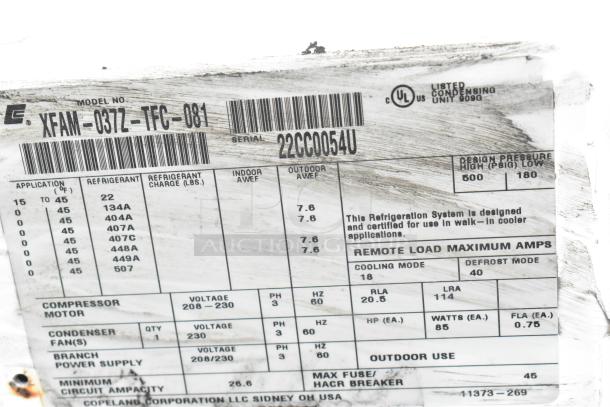 MODEL NO
XFAM-037Z-TFC-081
SERIAL 22CC0054U
C UL US LISTED CONDENSING UNIT 909G
DESIGN PRESSURE
HIGH (PSIG) LOW
500 180
APPLICATION (°F.) REFRIGERANT REFRIGERANT CHARGE (LBS.) INDOOR AWEF OUTDOOR AWEF
15 TO 45 22
0 45 134A 7.6
0 45 404A 7.6
0 45 407A
0 45 407C 7.6
0 45 448A 7.6
0 45 449A
0 45 507
This Refrigeration System is designed
and certified for use in walk-in cooler
applications.
REMOTE LOAD MAXIMUM AMPS
COOLING MODE DEFROST MODE
18 40
COMPRESSOR MOTOR VOLTAGE 208-230 PH 3 HZ 60 RLA 20.5 LRA 114
CONDENSER FAN(S) QTY 1 VOLTAGE 230 PH 3 HZ 60 HP (EA.) WATTS (EA.) 85 FLA (EA.) 0.75
BRANCH POWER SUPPLY VOLTAGE 208/230 PH 3 HZ 60 OUTDOOR USE
MINIMUM CIRCUIT AMPACITY 26.6 MAX FUSE/ HACR BREAKER 45
COPELAND CORPORATION LLC SIDNEY OH USA 11373-269
AUCTION GROUP